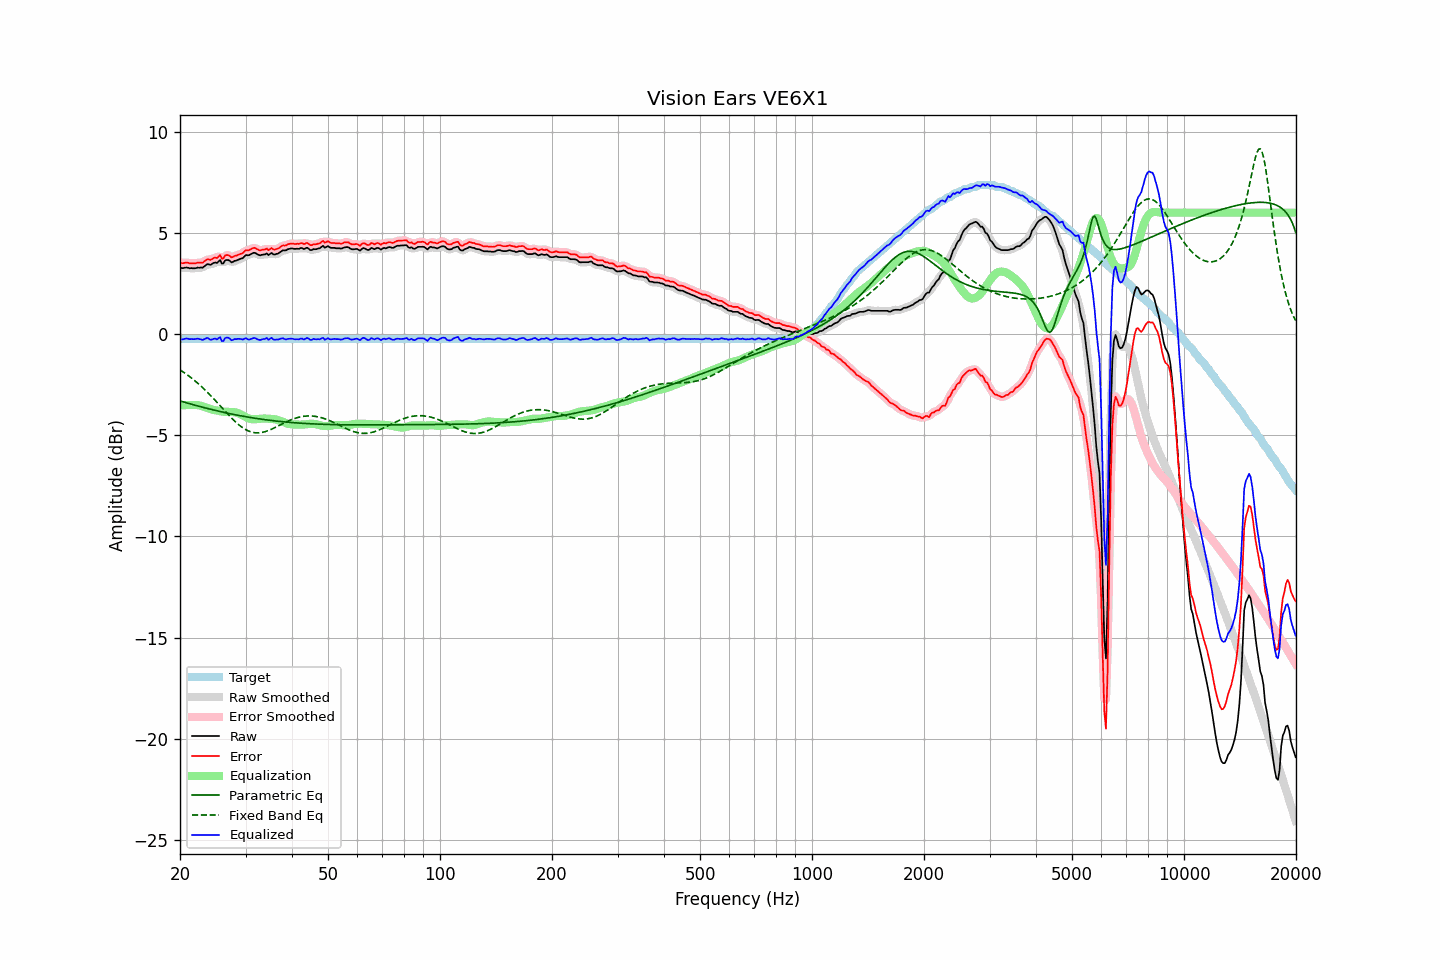 Vision Ears VE6X1
Amplitude (dBr)
10
5
0
−5
−10
−15
−20
−25
Target
Raw Smoothed
Error Smoothed
Raw
Error
Equalization
Parametric Eq
Fixed Band Eq
Equalized
20 50 100 200 500 1000 2000 5000 10000 20000
Frequency (Hz)